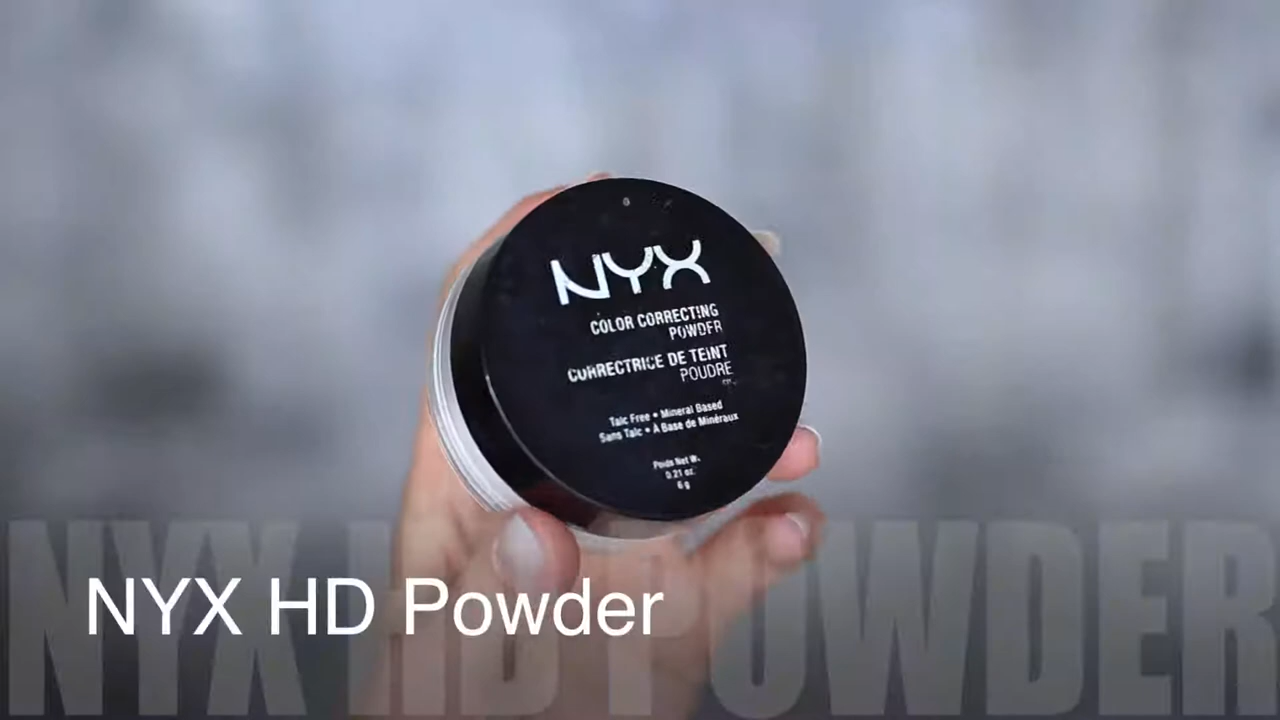 NYX
COLOR CORRECTING
POWDER
CORRECTRICE DE TEINT
POUDRE
Talc Free • Mineral Based
Sans Talc • À Base de Minéraux
Poids Net W.
0.21 oz.
6 g
NYX HD Powder
NYX HD POWDER